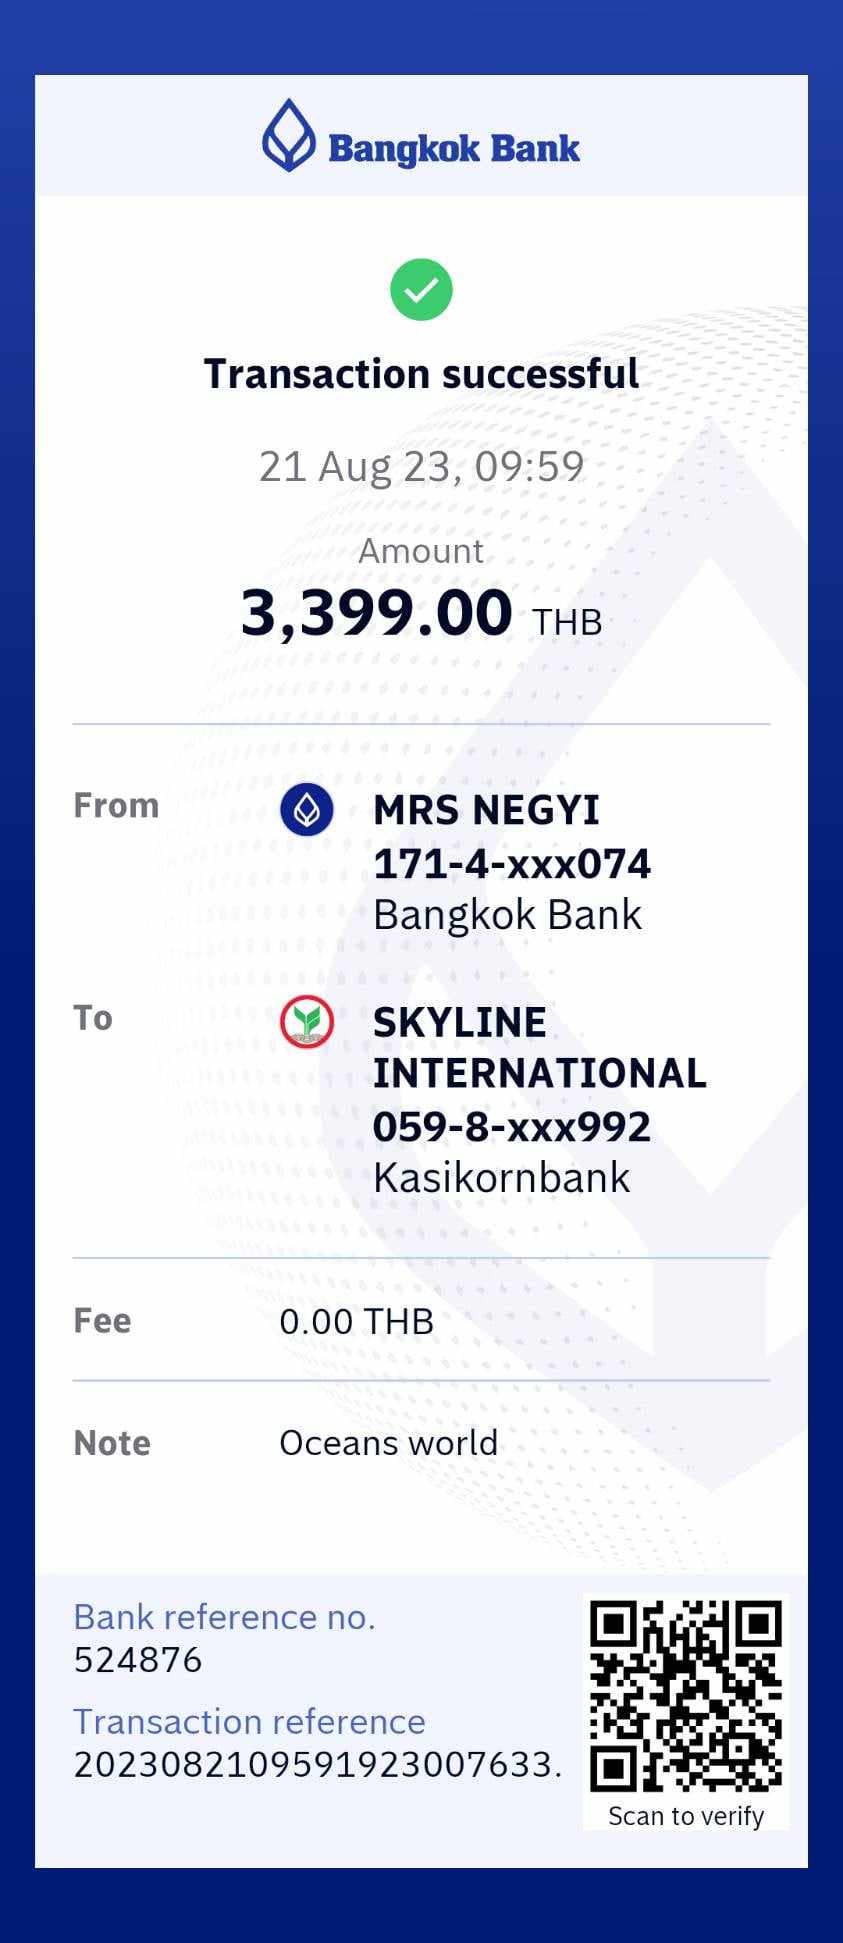 Bangkok Bank
Transaction successful
21 Aug 23, 09:59
Amount
3,399.00 THB
From
MRS NEGYI
171-4-xxx074
Bangkok Bank
To
SKYLINE
INTERNATIONAL
059-8-xxx992
Kasikornbank
Fee
0.00 THB
Note
Oceans world
Bank reference no.
524876
Transaction reference
2023082109591923007633.
Scan to verify